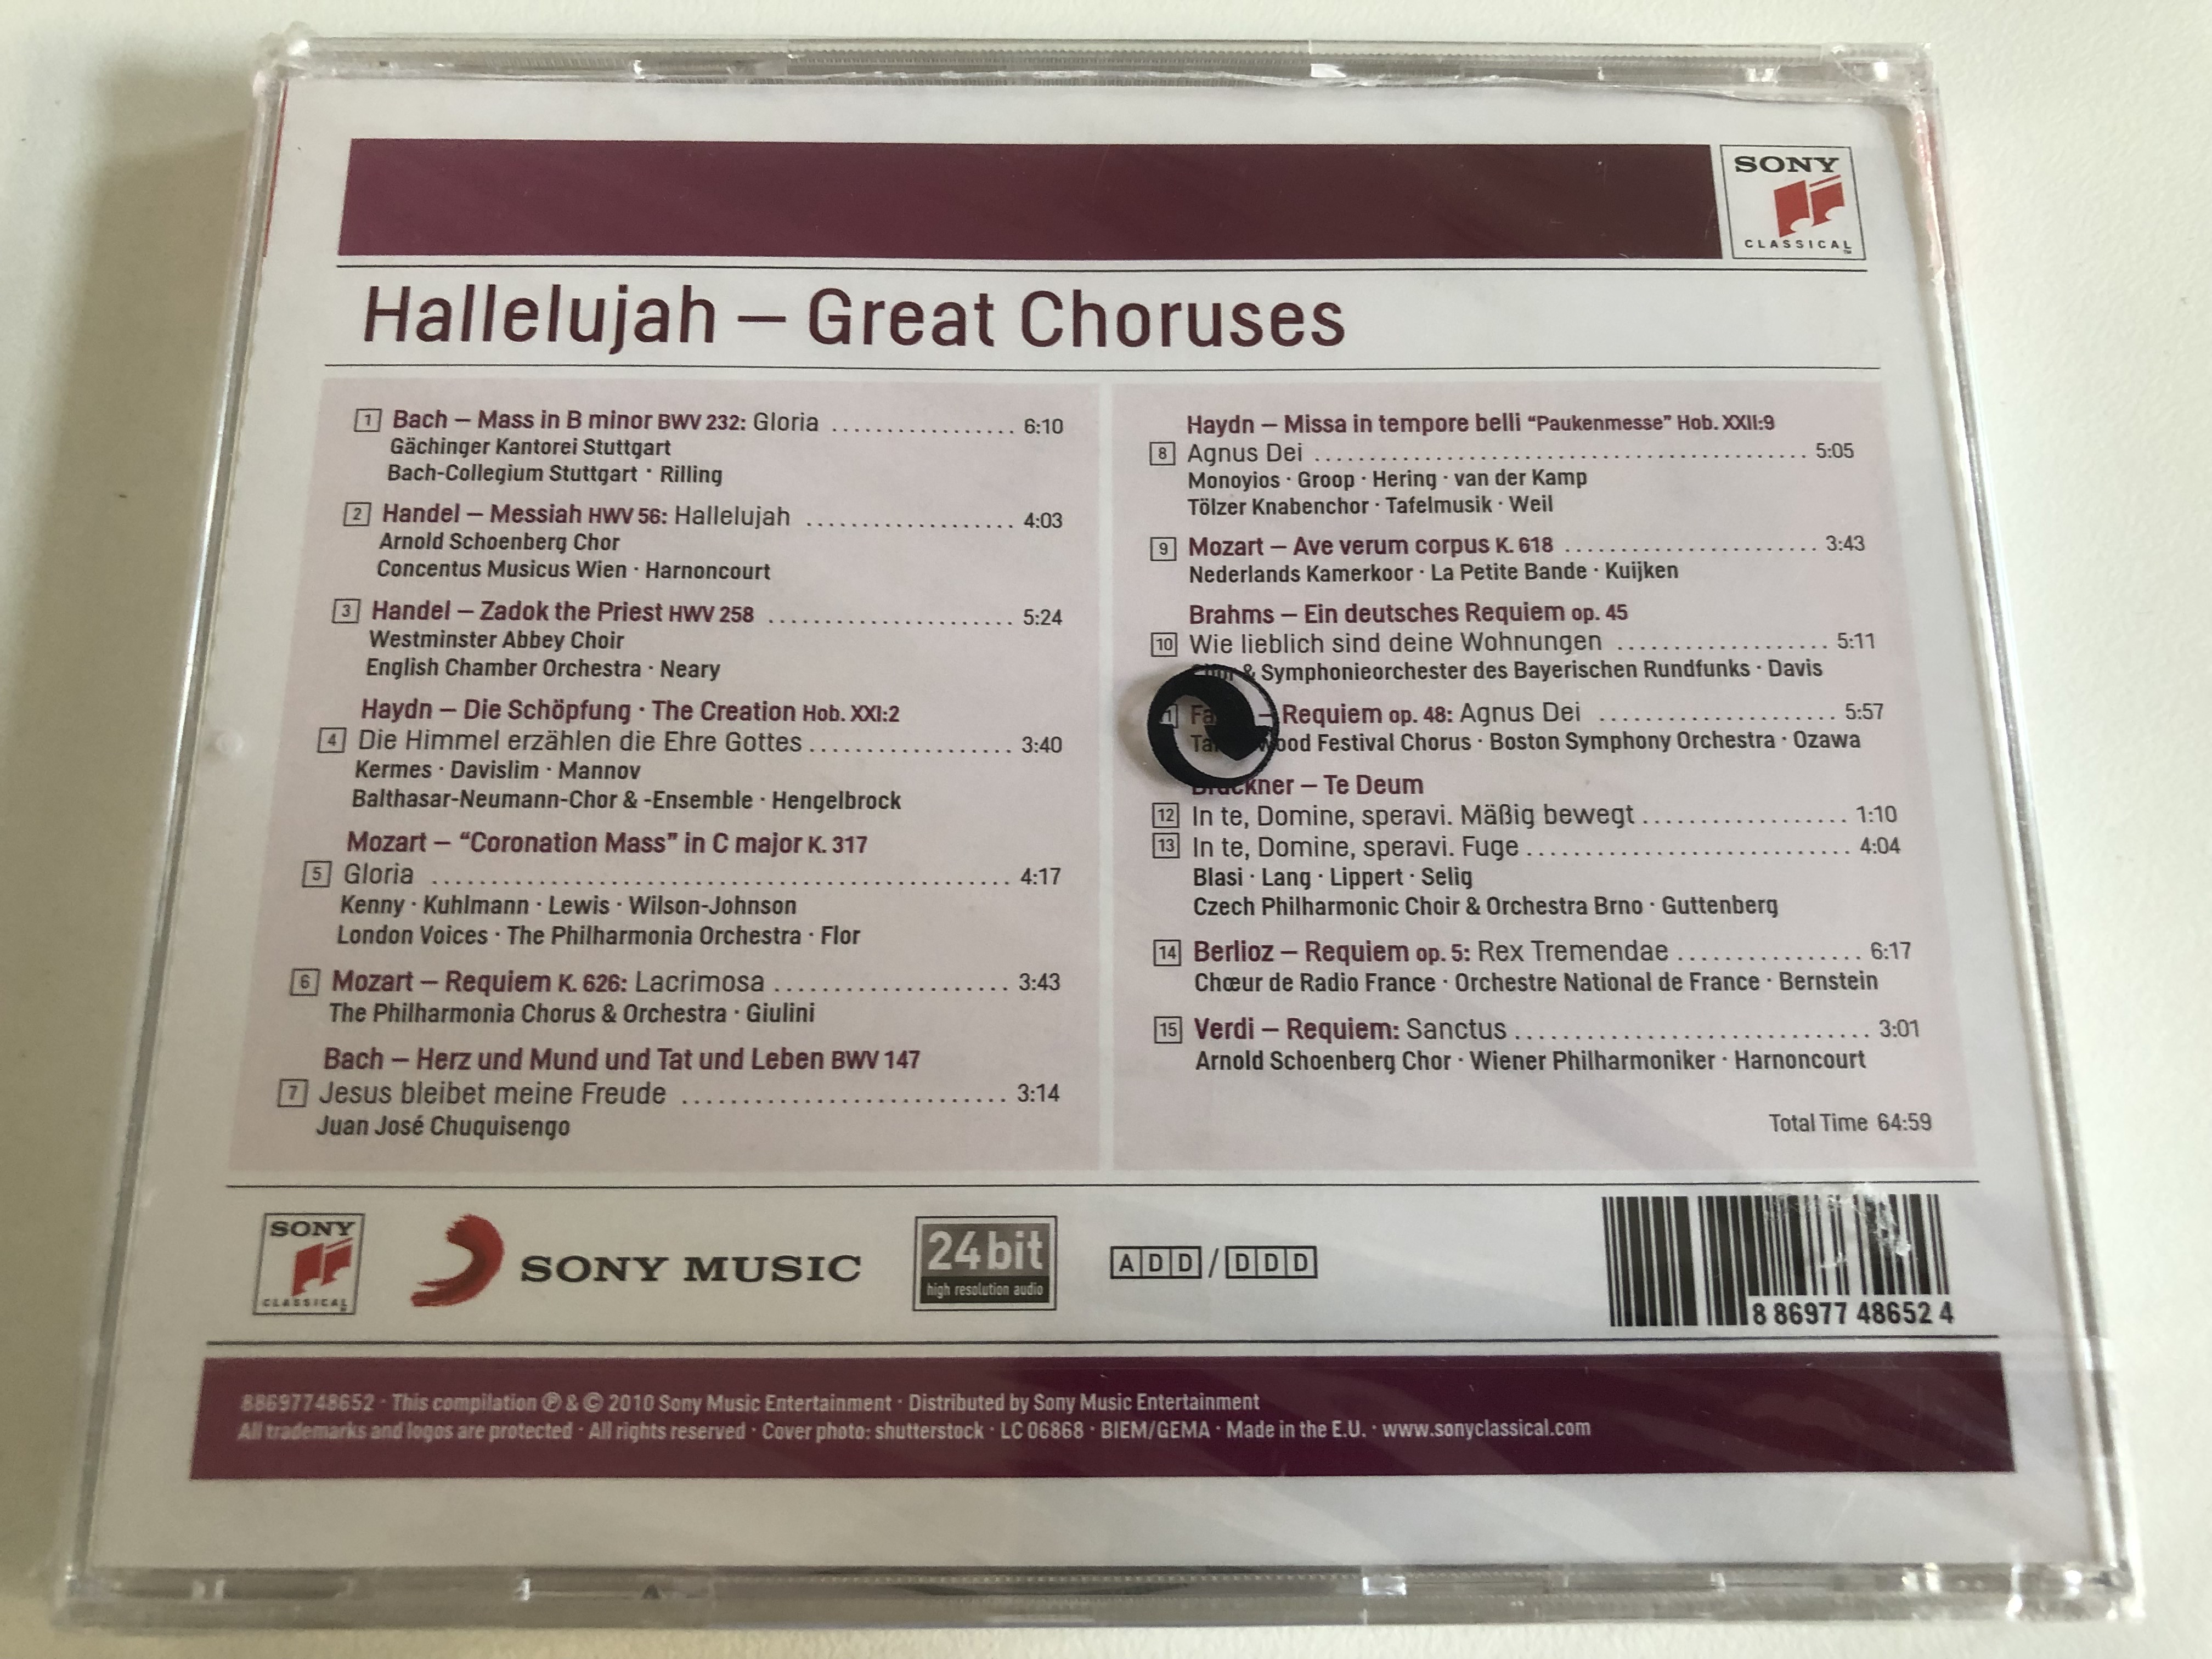 SONY
CLASSICAL
Hallelujah – Great Choruses
1 Bach – Mass in B minor BWV 232: Gloria ................ 6:10
Gächinger Kantorei Stuttgart
Bach-Collegium Stuttgart · Rilling
2 Handel – Messiah HWV 56: Hallelujah ................ 4:03
Arnold Schoenberg Chor
Concentus Musicus Wien · Harnoncourt
3 Handel – Zadok the Priest HWV 258 ................ 5:24
Westminster Abbey Choir
English Chamber Orchestra · Neary
Haydn – Die Schöpfung · The Creation Hob. XXI:2
4 Die Himmel erzählen die Ehre Gottes ................ 3:40
Kermes · Davislim · Mannov
Balthasar-Neumann-Chor & -Ensemble · Hengelbrock
Mozart – “Coronation Mass” in C major K. 317
5 Gloria ................ 4:17
Kenny · Kuhlmann · Lewis · Wilson-Johnson
London Voices · The Philharmonia Orchestra · Flor
6 Mozart – Requiem K. 626: Lacrimosa ................ 3:43
The Philharmonia Chorus & Orchestra · Giulini
Bach – Herz und Mund und Tat und Leben BWV 147
7 Jesus bleibet meine Freude ................ 3:14
Juan José Chuquisengo
Haydn – Missa in tempore belli “Paukenmesse” Hob. XXII:9
8 Agnus Dei ................ 5:05
Monoyios · Groop · Hering · van der Kamp
Tölzer Knabenchor · Tafelmusik · Weil
9 Mozart – Ave verum corpus K. 618 ................ 3:43
Nederlands Kamerkoor · La Petite Bande · Kuijken
Brahms – Ein deutsches Requiem op. 45
10 Wie lieblich sind deine Wohnungen ................ 5:11
& Symphonieorchester des Bayerischen Rundfunks · Davis
– Requiem op. 48: Agnus Dei ................ 5:57
Festival Chorus · Boston Symphony Orchestra · Ozawa
Bruckner – Te Deum
12 In te, Domine, speravi. Mäßig bewegt ................ 1:10
13 In te, Domine, speravi. Fuge ................ 4:04
Blasi · Lang · Lippert · Selig
Czech Philharmonic Choir & Orchestra Brno · Guttenberg
14 Berlioz – Requiem op. 5: Rex Tremendae ................ 6:17
Chœur de Radio France · Orchestre National de France · Bernstein
15 Verdi – Requiem: Sanctus ................ 3:01
Arnold Schoenberg Chor · Wiener Philharmoniker · Harnoncourt
Total Time 64:59
SONY
CLASSICAL
SONY MUSIC
24 bit
high resolution audio
ADD/DDD
8 86977 48652 4
88697748652 · This compilation ℗ & © 2010 Sony Music Entertainment · Distributed by Sony Music Entertainment
All trademarks and logos are protected · All rights reserved · Cover photo: shutterstock · LC 06868 · BIEM/GEMA · Made in the E.U. · www.sonyclassical.com